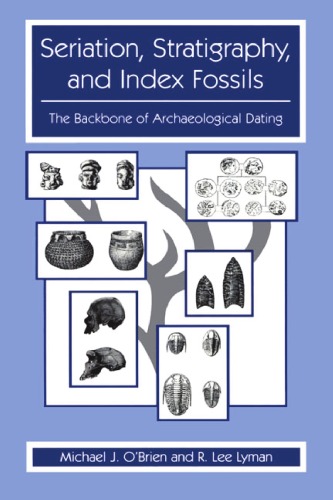 Seriation, Stratigraphy,
and Index Fossils
The Backbone of Archaeological Dating
Michael J. O'Brien and R. Lee Lyman